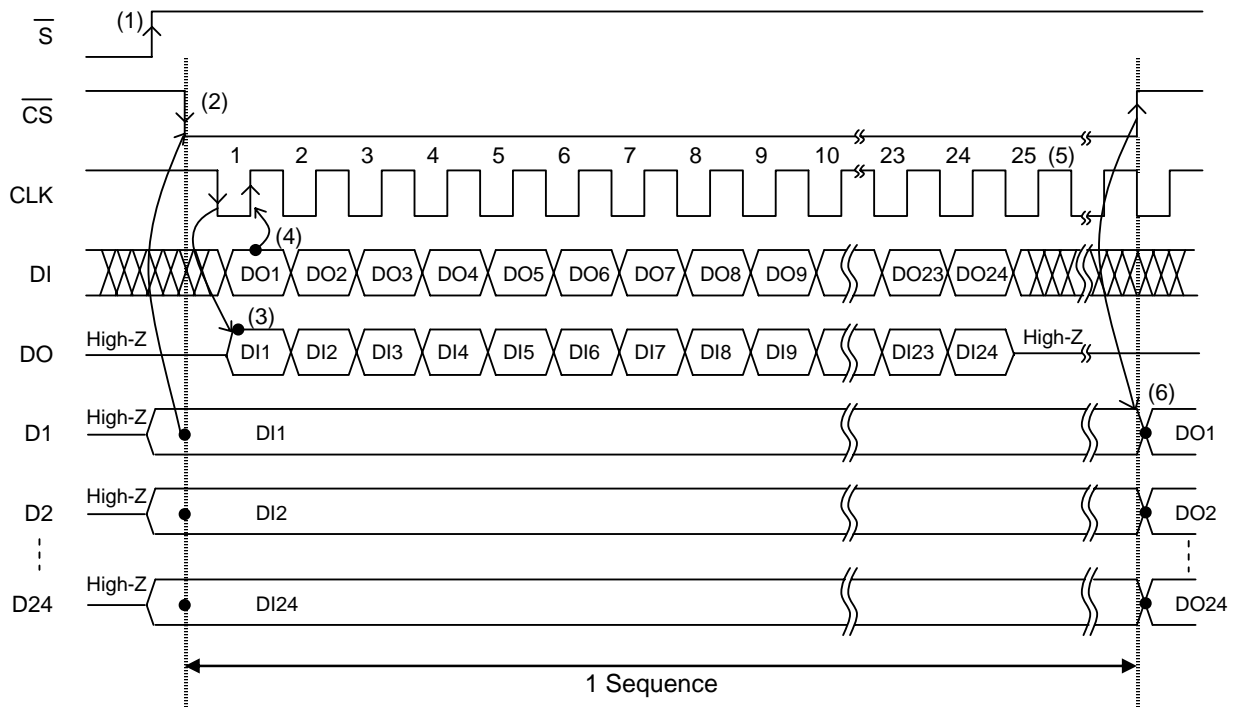 S (1)
CS (2)
1 2 3 4 5 6 7 8 9 10 23 24 25 (5)
CLK
(4)
DI DO1 DO2 DO3 DO4 DO5 DO6 DO7 DO8 DO9 DO23 DO24
(3)
DO High-Z DI1 DI2 DI3 DI4 DI5 DI6 DI7 DI8 DI9 DI23 DI24 High-Z
(6)
D1 High-Z DI1 DO1
D2 High-Z DI2 DO2
D24 High-Z DI24 DO24
1 Sequence